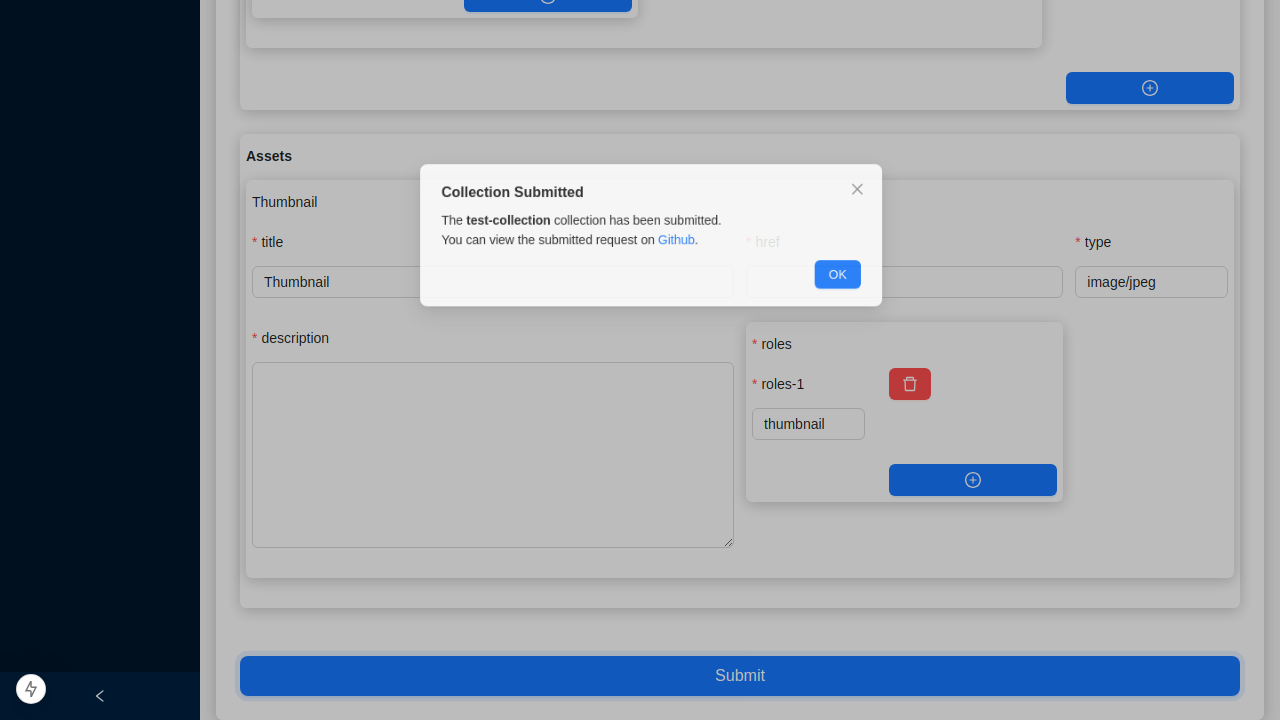 Assets
Collection Submitted
The test-collection collection has been submitted.
You can view the submitted request on Github.
OK
Thumbnail
* title
* href
* type
Thumbnail
image/jpeg
* description
* roles
* roles-1
thumbnail
Submit